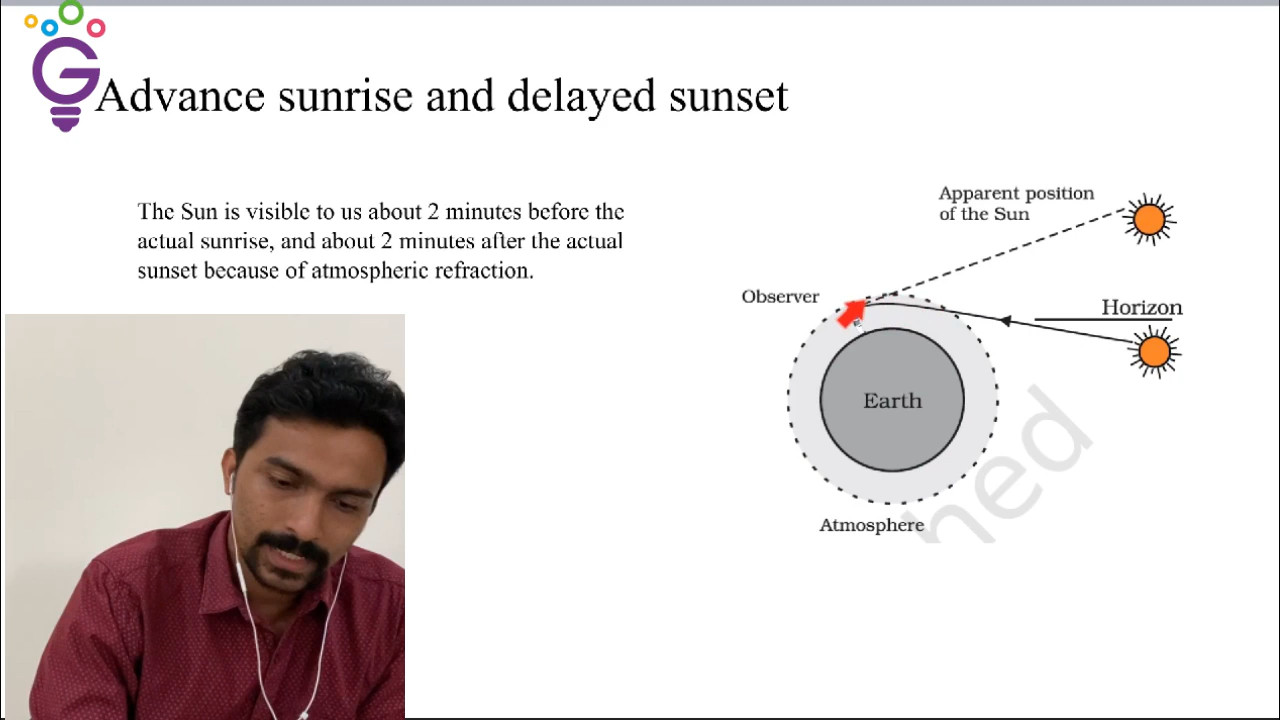 G
Advance sunrise and delayed sunset
The Sun is visible to us about 2 minutes before the
actual sunrise, and about 2 minutes after the actual
sunset because of atmospheric refraction.
Apparent position
of the Sun
Observer
Horizon
Earth
Atmosphere
hed